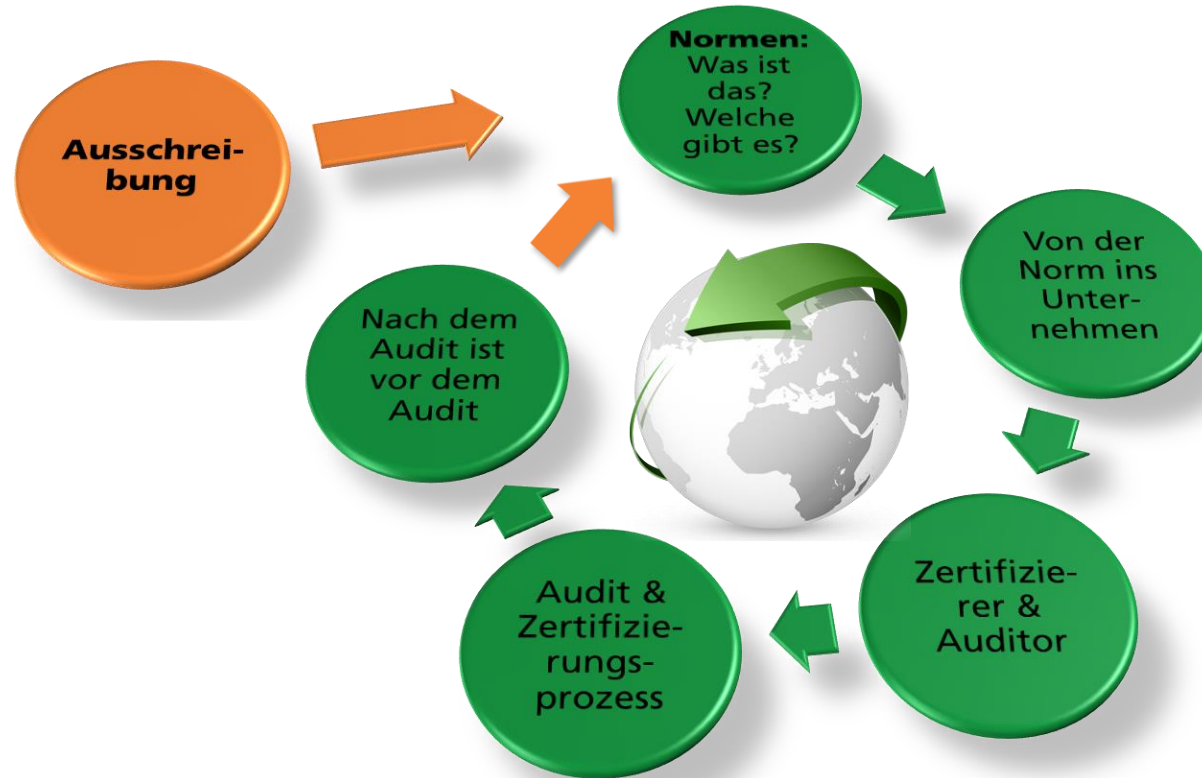 Ausschrei-
bung
Normen:
Was ist
das?
Welche
gibt es?
Von der
Norm ins
Unter-
nehmen
Zertifizie-
rer &
Auditor
Audit &
Zertifizie-
rungs-
prozess
Nach dem
Audit ist
vor dem
Audit